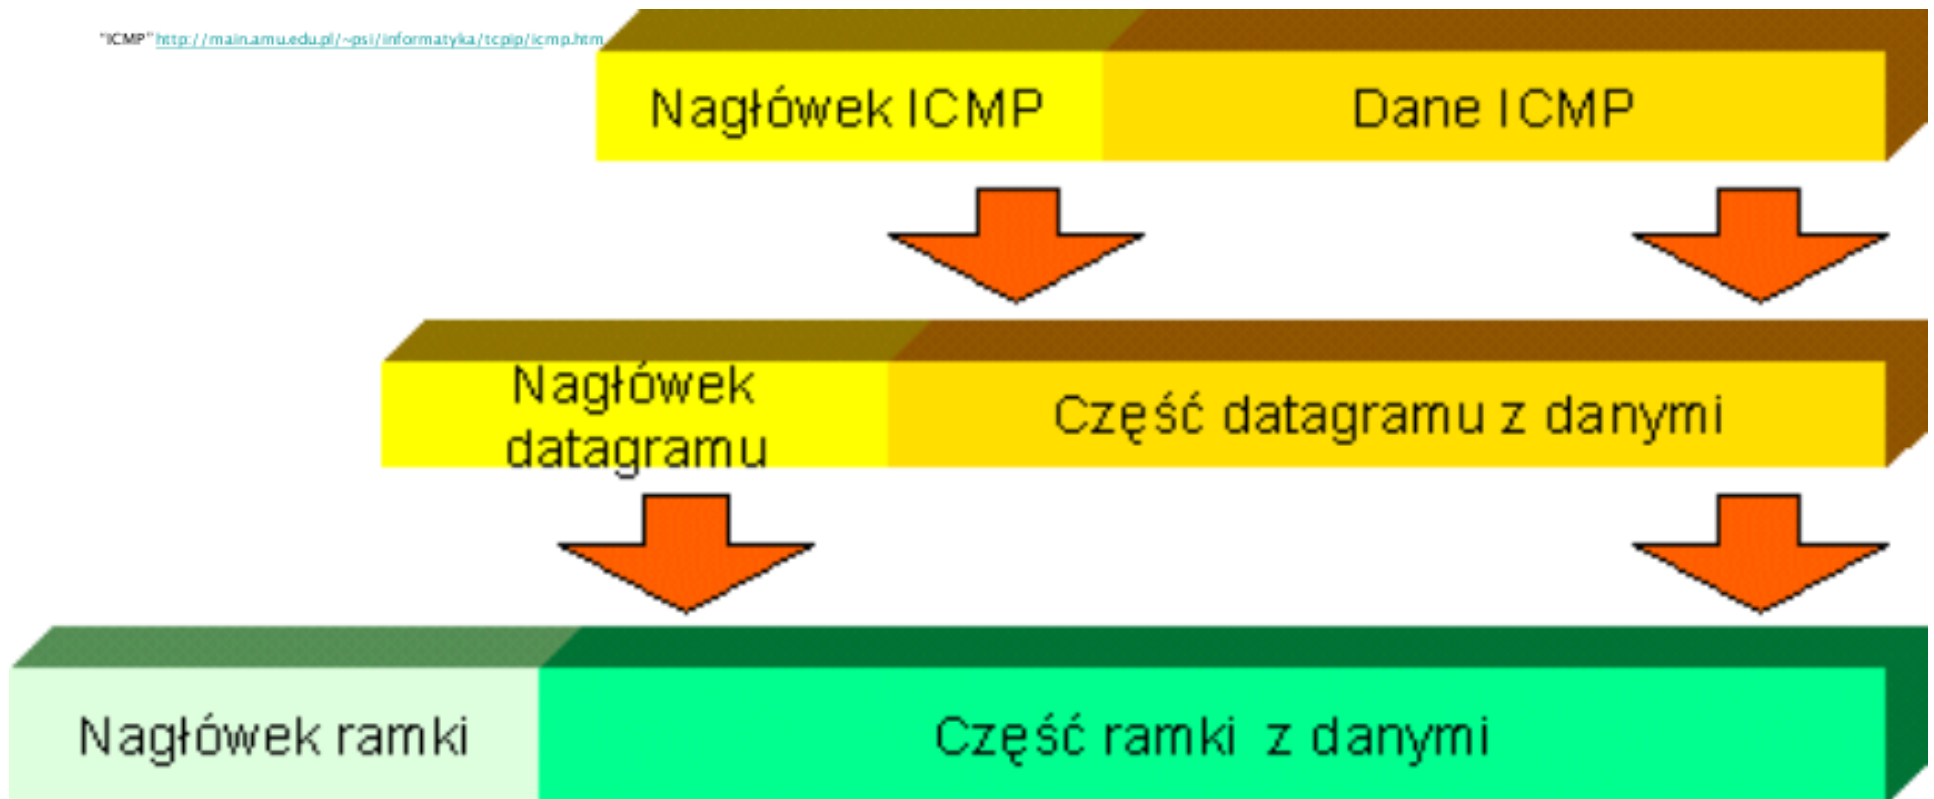 "ICMP" http://main.amu.edu.pl/~psi/informatyka/tcpip/icmp.htm
Nagłówek ICMP
Dane ICMP
Nagłówek
datagramu
Część datagramu z danymi
Nagłówek ramki
Część ramki z danymi